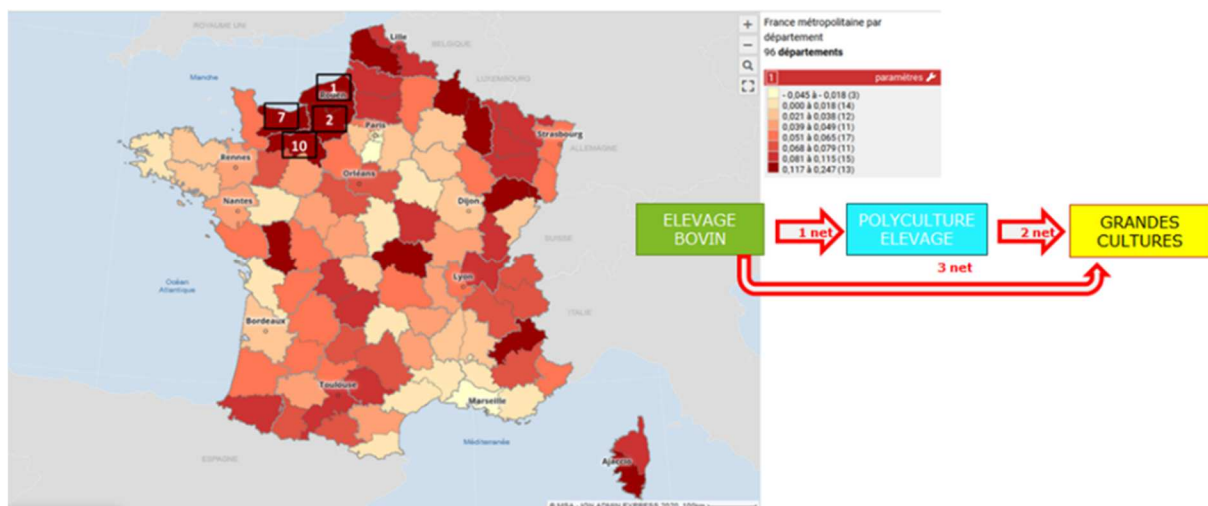 ROYAUME UNI
Lille
BELGIQUE
LUXEMBOURG
Manche
1
Rouen
7
2
10
Paris
Strasbourg
ALLEMAGNE
Rennes
Orléans
Nantes
Dijon
SUISSE
Océan
Atlantique
Lyon
ITALIE
Bordeaux
Toulouse
Marseille
Méditerranée
ESPAGNE
Ajaccio
+
−
France métropolitaine par
département
96 départements
1 paramètres
- 0,045 à - 0,018 (3)
0,000 à 0,018 (14)
0,021 à 0,038 (12)
0,039 à 0,049 (11)
0,051 à 0,065 (17)
0,068 à 0,079 (11)
0,081 à 0,115 (15)
0,117 à 0,247 (13)
ELEVAGE
BOVIN
1 net
POLYCULTURE
ELEVAGE
2 net
GRANDES
CULTURES
3 net